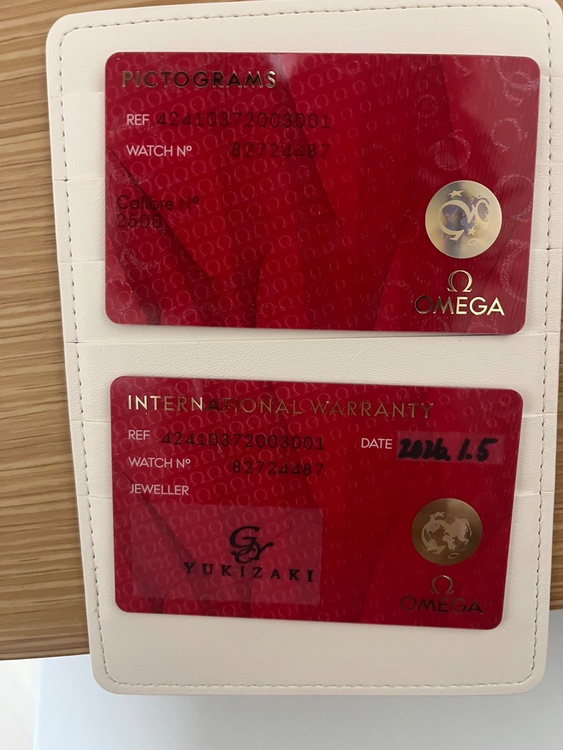 PICTOGRAMS
REF 42410372003001
WATCH Nº 82724487
Calibre Nº
2500
Ω
OMEGA
INTERNATIONAL WARRANTY
REF 42410372003001
DATE 2026.1.5
WATCH Nº 82724487
JEWELLER
GY
YUKIZAKI
Ω
OMEGA